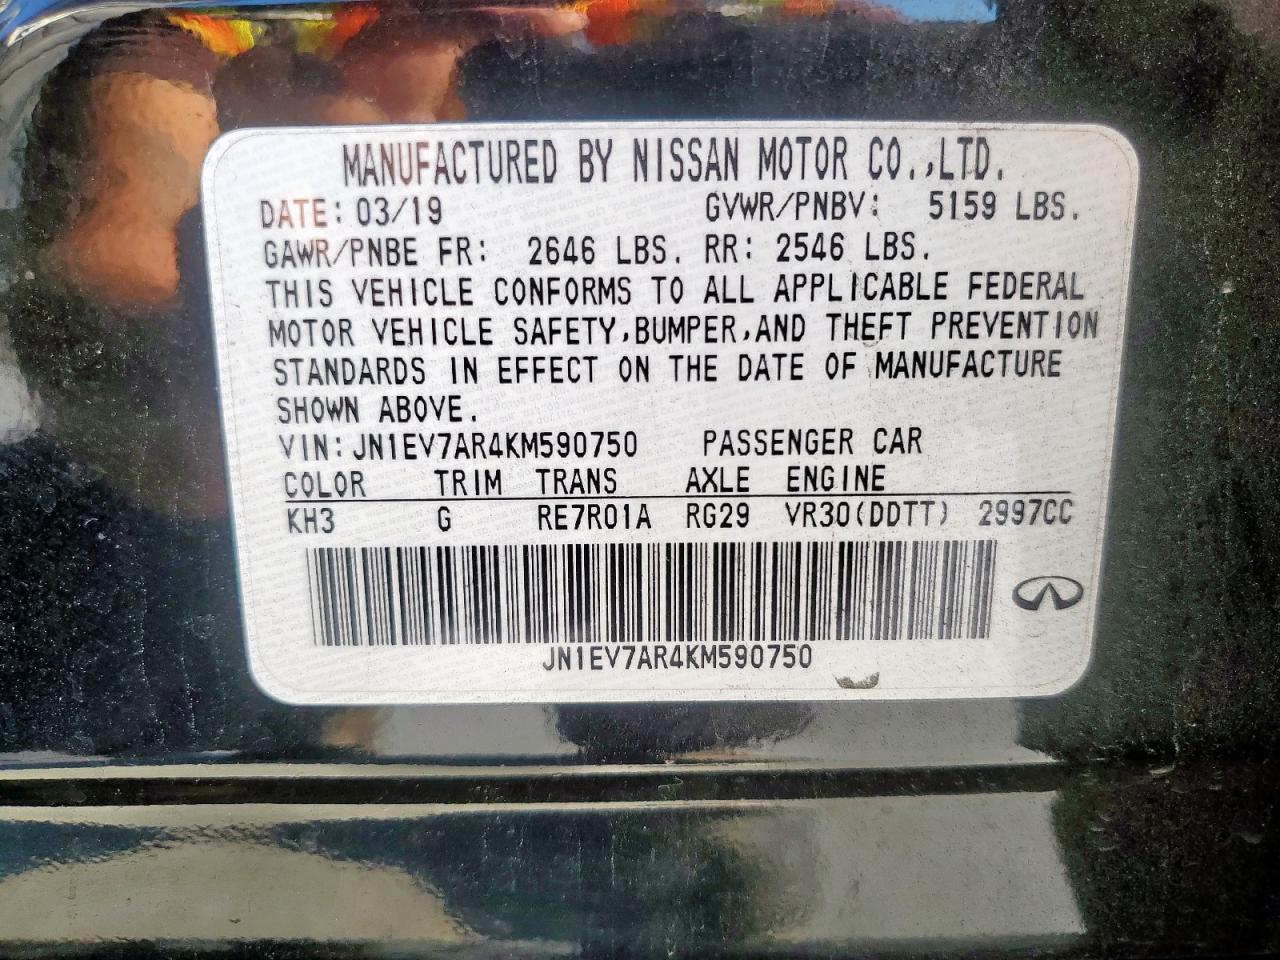 MANUFACTURED BY NISSAN MOTOR CO.,LTD.
DATE: 03/19 GVWR/PNBV: 5159 LBS.
GAWR/PNBE FR: 2646 LBS. RR: 2546 LBS.
THIS VEHICLE CONFORMS TO ALL APPLICABLE FEDERAL
MOTOR VEHICLE SAFETY,BUMPER,AND THEFT PREVENTION
STANDARDS IN EFFECT ON THE DATE OF MANUFACTURE
SHOWN ABOVE.
VIN:JN1EV7AR4KM590750 PASSENGER CAR
COLOR TRIM TRANS AXLE ENGINE
KH3 G RE7R01A RG29 VR30(DDTT) 2997CC
JN1EV7AR4KM590750